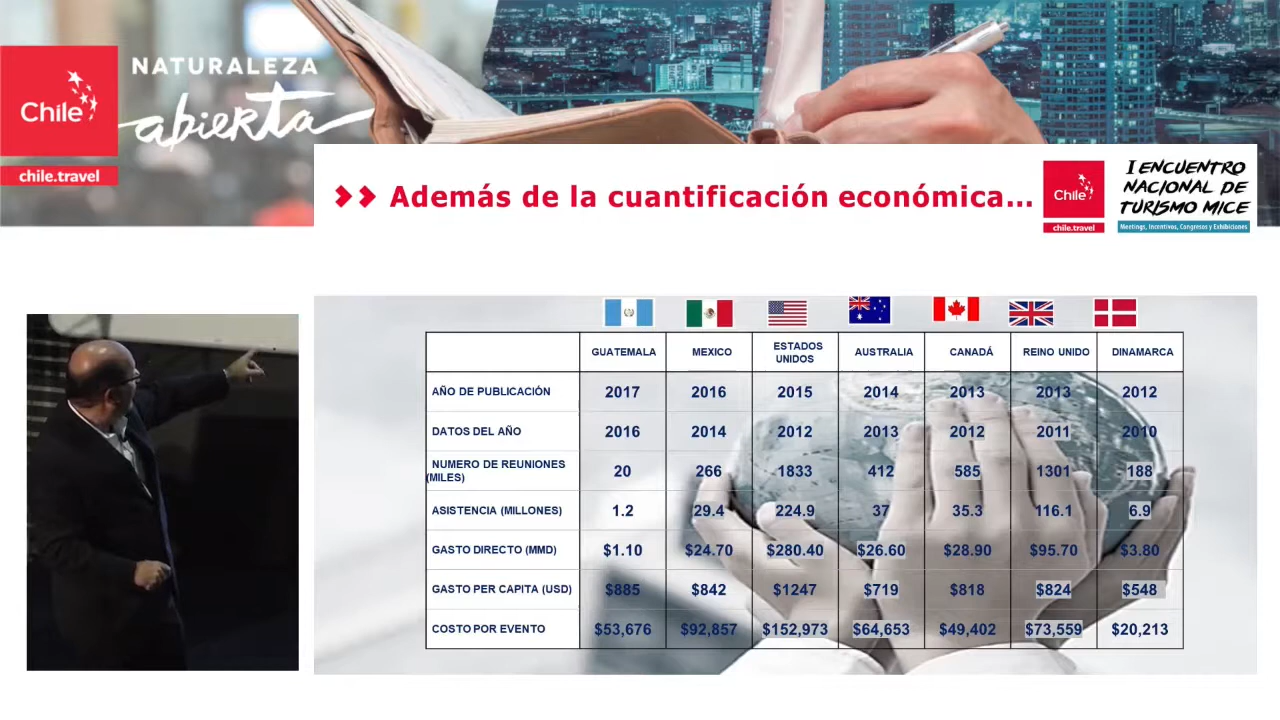 NATURALEZA
abierta
Chile
chile.travel
Además de la cuantificación económica...
Chile
chile.travel
I ENCUENTRO
NACIONAL DE
TURISMO MICE
Meetings, Incentivos, Congresos y Exhibiciones
GUATEMALA MEXICO ESTADOS UNIDOS AUSTRALIA CANADÁ REINO UNIDO DINAMARCA
AÑO DE PUBLICACIÓN 2017 2016 2015 2014 2013 2013 2012
DATOS DEL AÑO 2016 2014 2012 2013 2012 2011 2010
NUMERO DE REUNIONES (MILES) 20 266 1833 412 585 1301 188
ASISTENCIA (MILLONES) 1.2 29.4 224.9 37 35.3 116.1 6.9
GASTO DIRECTO (MMD) $1.10 $24.70 $280.40 $26.60 $28.90 $95.70 $3.80
GASTO PER CAPITA (USD) $885 $842 $1247 $719 $818 $824 $548
COSTO POR EVENTO $53,676 $92,857 $152,973 $64,653 $49,402 $73,559 $20,213